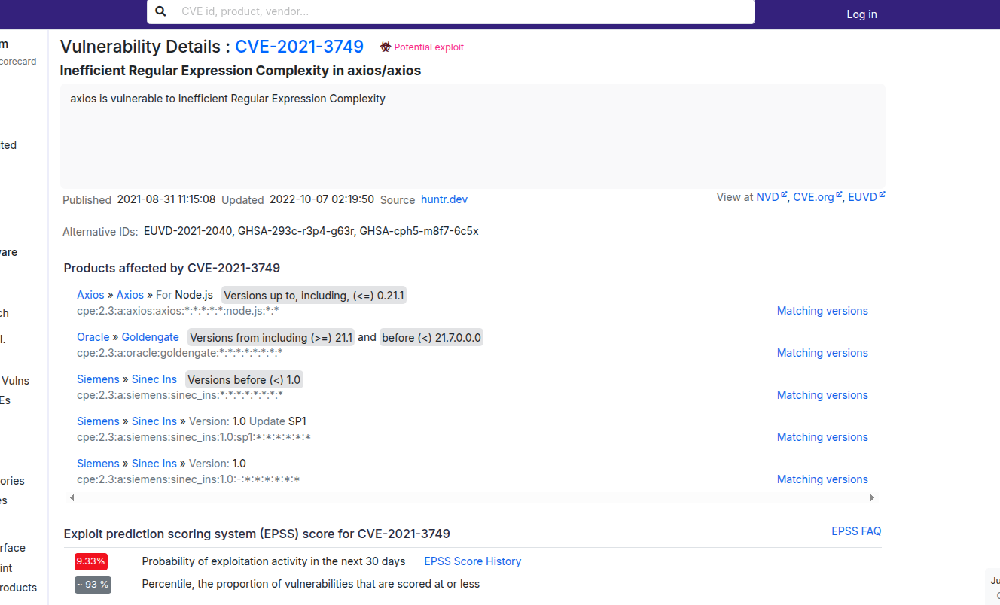 CVE id, product, vendor...
Log in
m
corecard
ited
vare
ch
I.
Vulns
Es
ories
es
rface
int
roducts
Vulnerability Details : CVE-2021-3749 Potential exploit
Inefficient Regular Expression Complexity in axios/axios
axios is vulnerable to Inefficient Regular Expression Complexity
Published 2021-08-31 11:15:08 Updated 2022-10-07 02:19:50 Source huntr.dev
View at NVD, CVE.org, EUVD
Alternative IDs: EUVD-2021-2040, GHSA-293c-r3p4-g63r, GHSA-cph5-m8f7-6c5x
Products affected by CVE-2021-3749
Axios » Axios » For Node.js Versions up to, including, (<=) 0.21.1
cpe:2.3:a:axios:axios:*:*:*:*:*:node.js:*:*
Matching versions
Oracle » Goldengate Versions from including (>=) 21.1 and before (<) 21.7.0.0.0
cpe:2.3:a:oracle:goldengate:*:*:*:*:*:*:*:*
Matching versions
Siemens » Sinec Ins Versions before (<) 1.0
cpe:2.3:a:siemens:sinec_ins:*:*:*:*:*:*:*:*
Matching versions
Siemens » Sinec Ins » Version: 1.0 Update SP1
cpe:2.3:a:siemens:sinec_ins:1.0:sp1:*:*:*:*:*:*
Matching versions
Siemens » Sinec Ins » Version: 1.0
cpe:2.3:a:siemens:sinec_ins:1.0:-:*:*:*:*:*:*
Matching versions
Exploit prediction scoring system (EPSS) score for CVE-2021-3749
EPSS FAQ
9.33% Probability of exploitation activity in the next 30 days EPSS Score History
~ 93 % Percentile, the proportion of vulnerabilities that are scored at or less
Ju